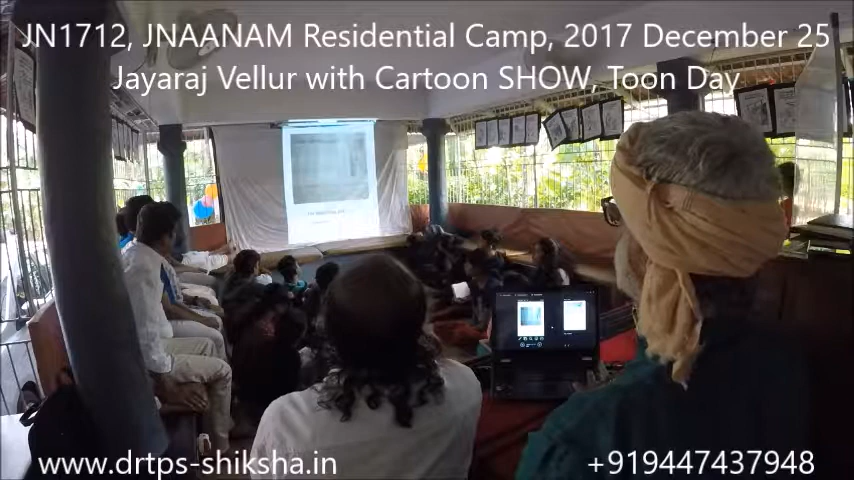 JN1712, JNAANAM Residential Camp, 2017 December 25
Jayaraj Vellur with Cartoon SHOW, Toon Day
www.drtps-shiksha.in
+919447437948